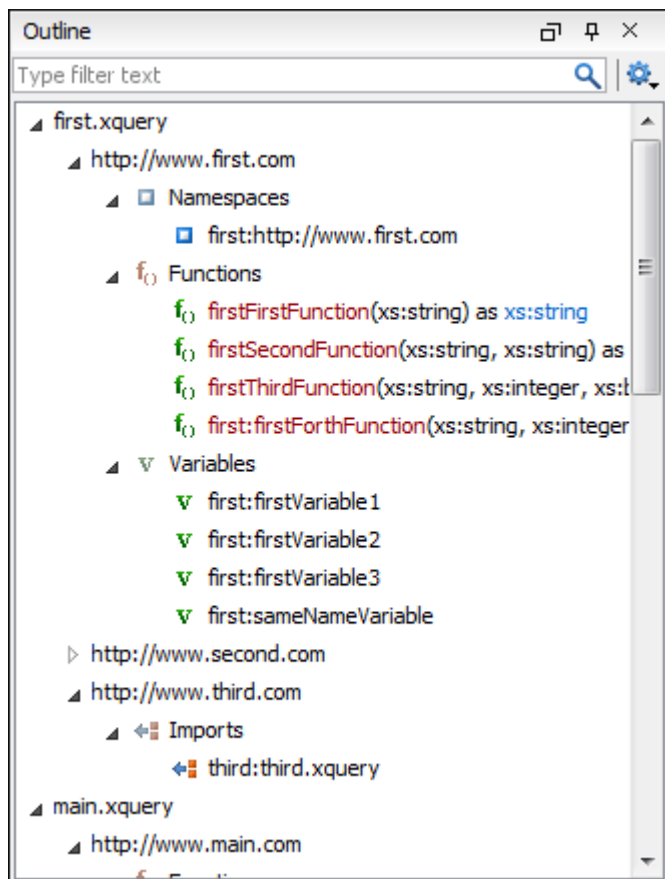 Outline
Type filter text
first.xquery
http://www.first.com
Namespaces
first:http://www.first.com
f() Functions
f() firstFirstFunction(xs:string) as xs:string
f() firstSecondFunction(xs:string, xs:string) as
f() firstThirdFunction(xs:string, xs:integer, xs:b
f() first:firstForthFunction(xs:string, xs:integer
v Variables
v first:firstVariable1
v first:firstVariable2
v first:firstVariable3
v first:sameNameVariable
http://www.second.com
http://www.third.com
Imports
third:third.xquery
main.xquery
http://www.main.com